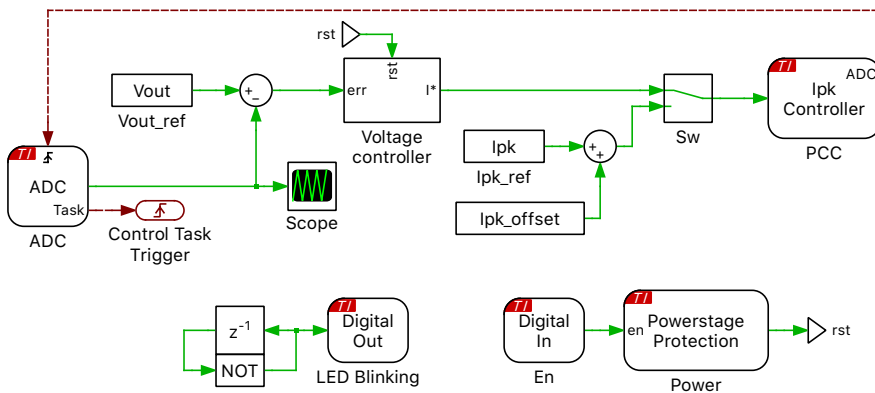 rst
TI
ADC
Ipk
Controller
PCC
Vout
Vout_ref
+
−
err
rst
I*
Voltage
controller
Sw
Ipk
Ipk_ref
+
+
Ipk_offset
TI
ADC
Task
ADC
Control Task
Trigger
Scope
z-1
NOT
TI
Digital
Out
LED Blinking
TI
Digital
In
En
TI
en
Powerstage
Protection
Power
rst